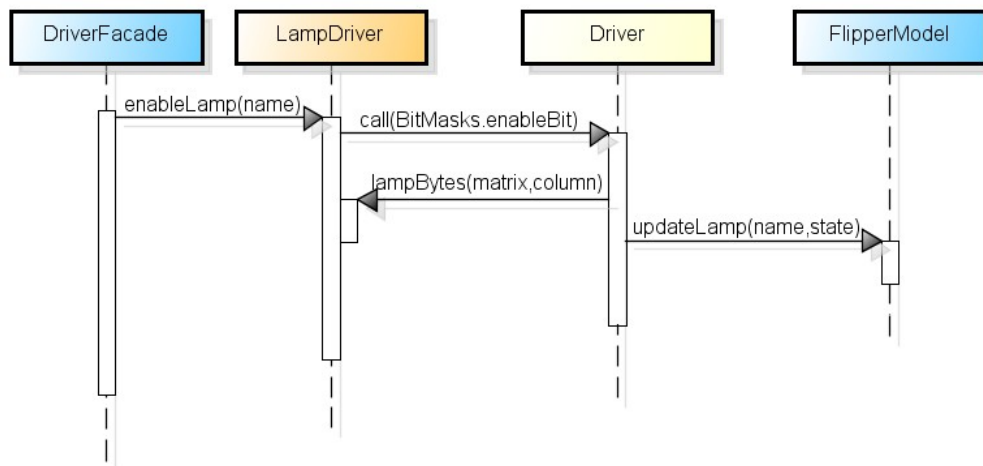 DriverFacade
LampDriver
Driver
FlipperModel
enableLamp(name)
call(BitMasks.enableBit)
lampBytes(matrix,column)
updateLamp(name,state)